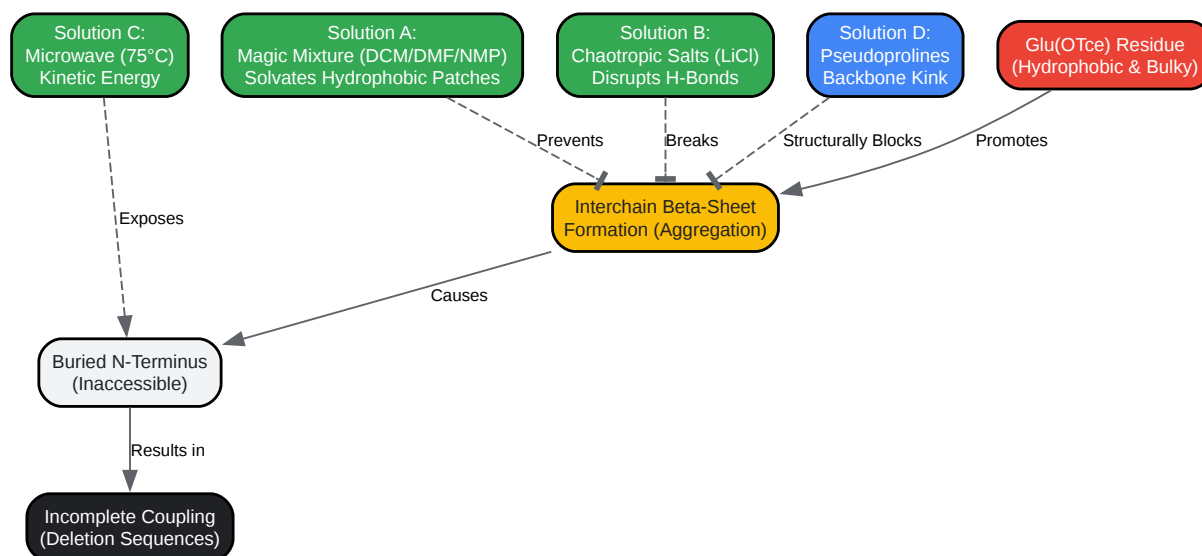 Solution C:
Microwave (75°C)
Kinetic Energy
Solution A:
Magic Mixture (DCM/DMF/NMP)
Solvates Hydrophobic Patches
Solution B:
Chaotropic Salts (LiCl)
Disrupts H-Bonds
Solution D:
Pseudoprolines
Backbone Kink
Glu(OTce) Residue
(Hydrophobic & Bulky)
Prevents
Breaks
Structurally Blocks
Promotes
Exposes
Interchain Beta-Sheet
Formation (Aggregation)
Causes
Buried N-Terminus
(Inaccessible)
Results in
Incomplete Coupling
(Deletion Sequences)